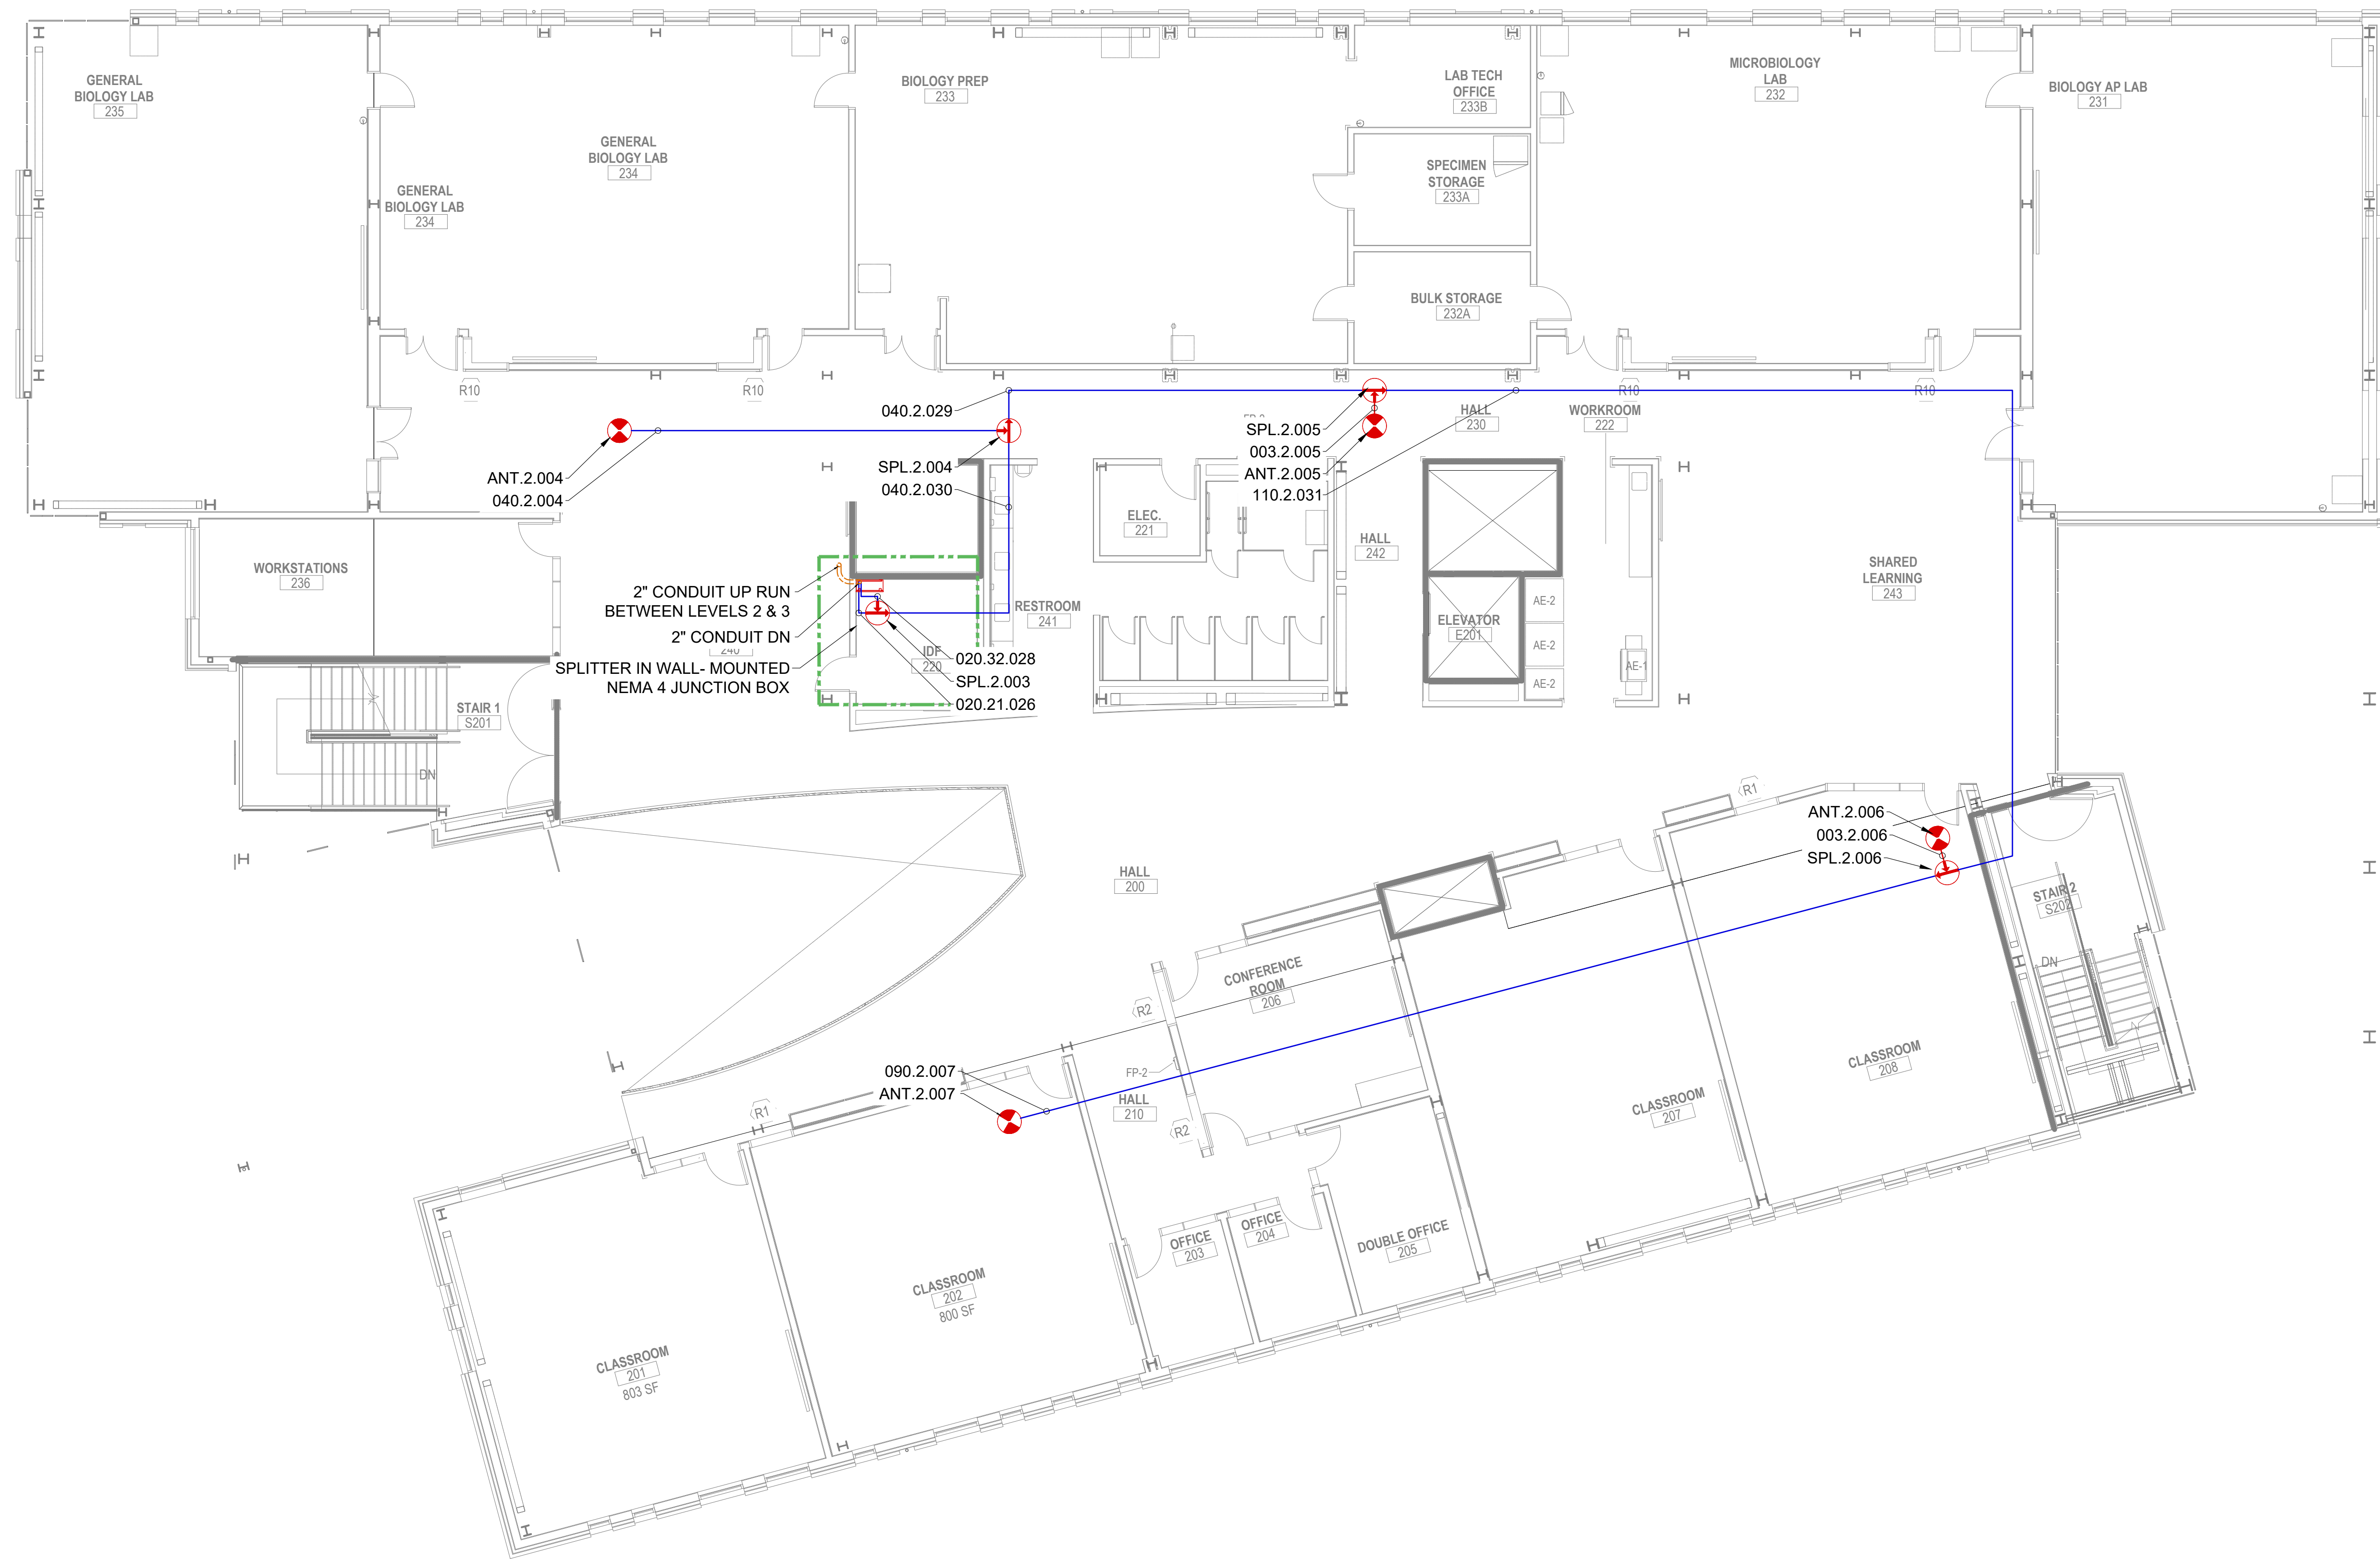 GENERAL
BIOLOGY LAB
235
GENERAL
BIOLOGY LAB
234
GENERAL
BIOLOGY LAB
234
BIOLOGY PREP
233
LAB TECH
OFFICE
233B
SPECIMEN
STORAGE
233A
BULK STORAGE
232A
MICROBIOLOGY
LAB
232
BIOLOGY AP LAB
231
R10
R10
R10
R10
040.2.029
ANT.2.004
040.2.004
SPL.2.004
040.2.030
SPL.2.005
003.2.005
ANT.2.005
110.2.031
HALL
230
WORKROOM
222
ELEC.
221
HALL
242
SHARED
LEARNING
243
WORKSTATIONS
236
2" CONDUIT UP RUN
BETWEEN LEVELS 2 & 3
2" CONDUIT DN
240
SPLITTER IN WALL- MOUNTED
NEMA 4 JUNCTION BOX
IDF
220
RESTROOM
241
020.32.028
SPL.2.003
020.21.026
ELEVATOR
E201
AE-2
AE-2
AE-2
AE-1
STAIR 1
S201
DN
R1
ANT.2.006
003.2.006
SPL.2.006
HALL
200
STAIR 2
S202
DN
CONFERENCE
ROOM
206
R2
FP-2
HALL
210
R2
090.2.007
ANT.2.007
R1
CLASSROOM
208
CLASSROOM
207
OFFICE
203
OFFICE
204
DOUBLE OFFICE
205
CLASSROOM
202
800 SF
CLASSROOM
201
803 SF